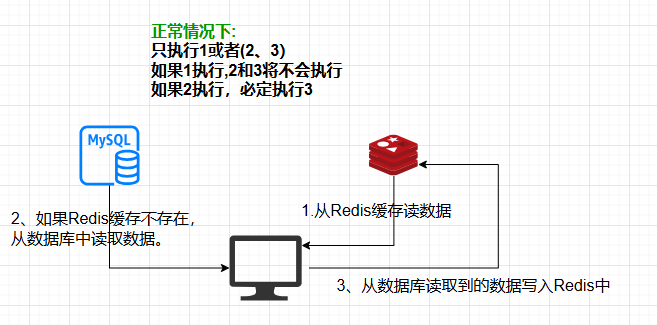 正常情况下:
只执行1或者(2、3)
如果1执行,2和3将不会执行
如果2执行，必定执行3
MySQL
2、如果Redis缓存不存在，
从数据库中读取数据。
1.从Redis缓存读数据
3、从数据库读取到的数据写入Redis中